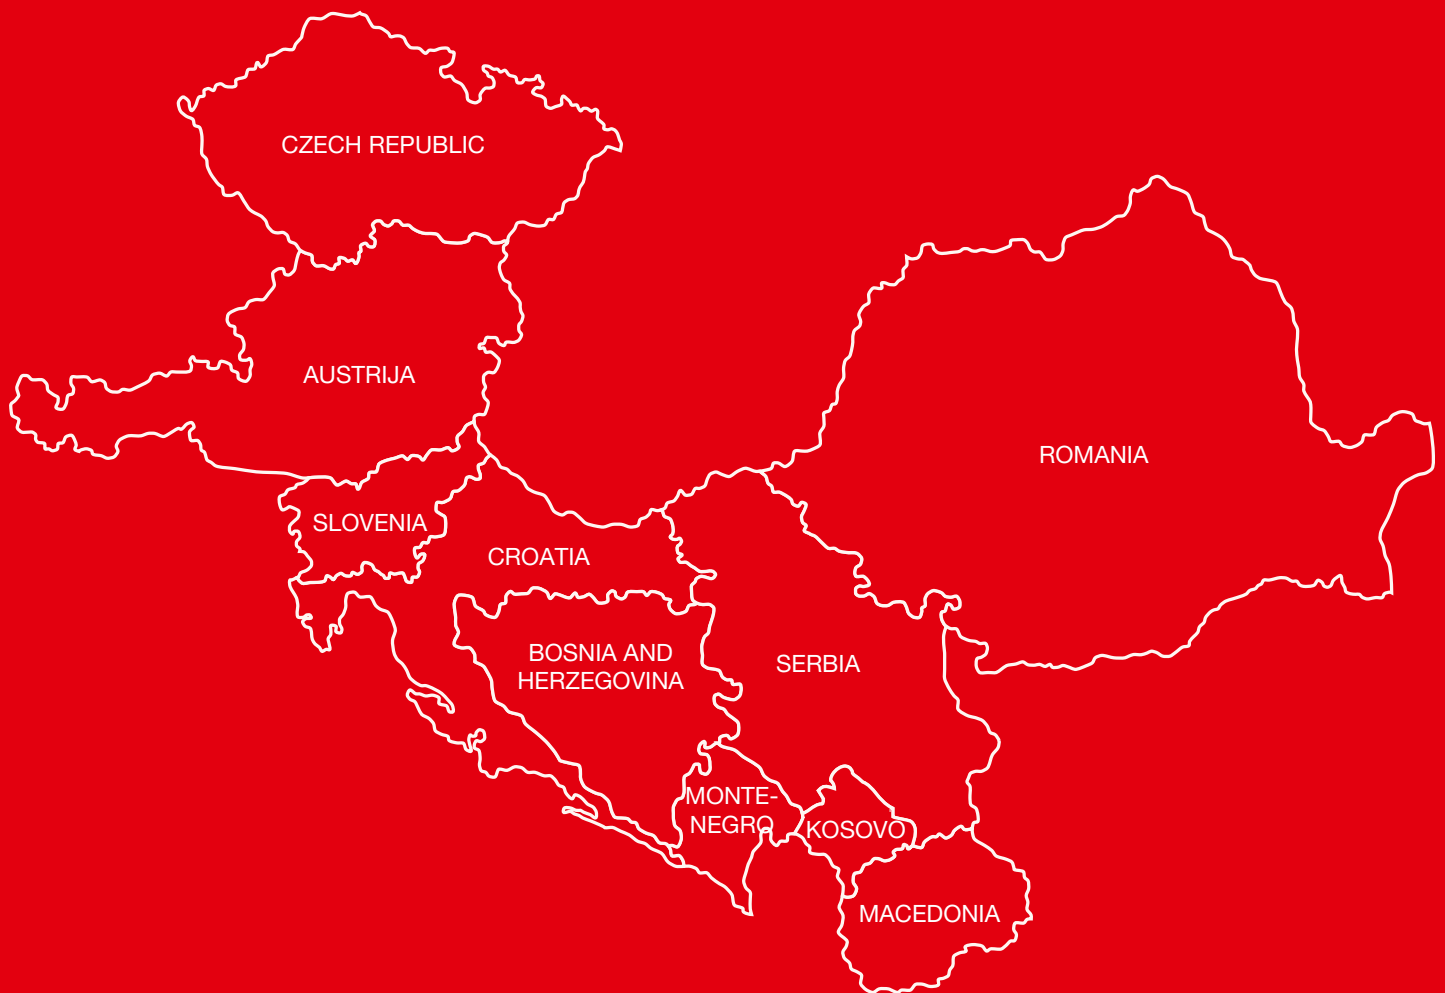 CZECH REPUBLIC
AUSTRIJA
ROMANIA
SLOVENIA
CROATIA
BOSNIA AND
HERZEGOVINA
SERBIA
MONTE-
NEGRO
KOSOVO
MACEDONIA